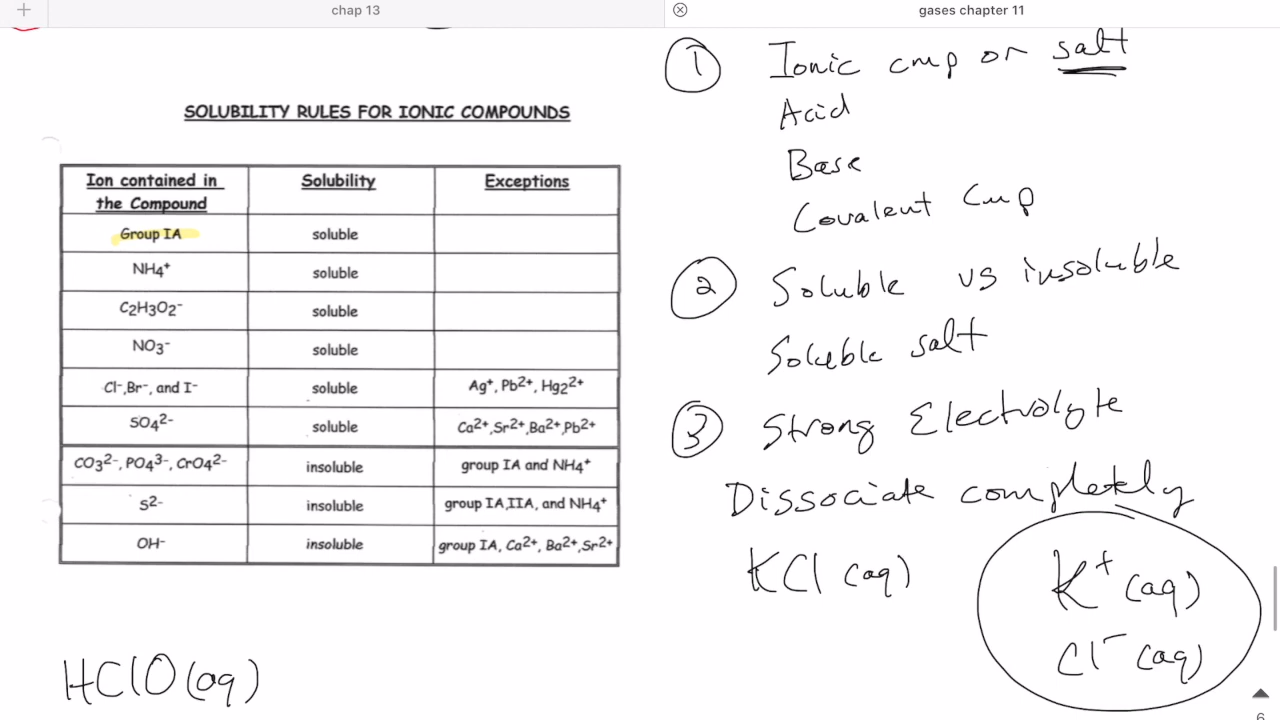 chap 13
gases chapter 11
SOLUBILITY RULES FOR IONIC COMPOUNDS
Ion contained in the Compound | Solubility | Exceptions
Group IA | soluble
NH4+ | soluble
C2H3O2- | soluble
NO3- | soluble
Cl-,Br-, and I- | soluble | Ag+, Pb2+, Hg22+
SO42- | soluble | Ca2+,Sr2+,Ba2+,Pb2+
CO32-, PO43-, CrO42- | insoluble | group IA and NH4+
S2- | insoluble | group IA,IIA, and NH4+
OH- | insoluble | group IA, Ca2+, Ba2+,Sr2+
HClO(aq)
1 Ionic cmp or salt
Acid
Base
Covalent Cmp
2 Soluble vs insoluble
Soluble salt
3 Strong Electrolyte
Dissociate completely
KCl (aq) K+ (aq)
Cl- (aq)
6